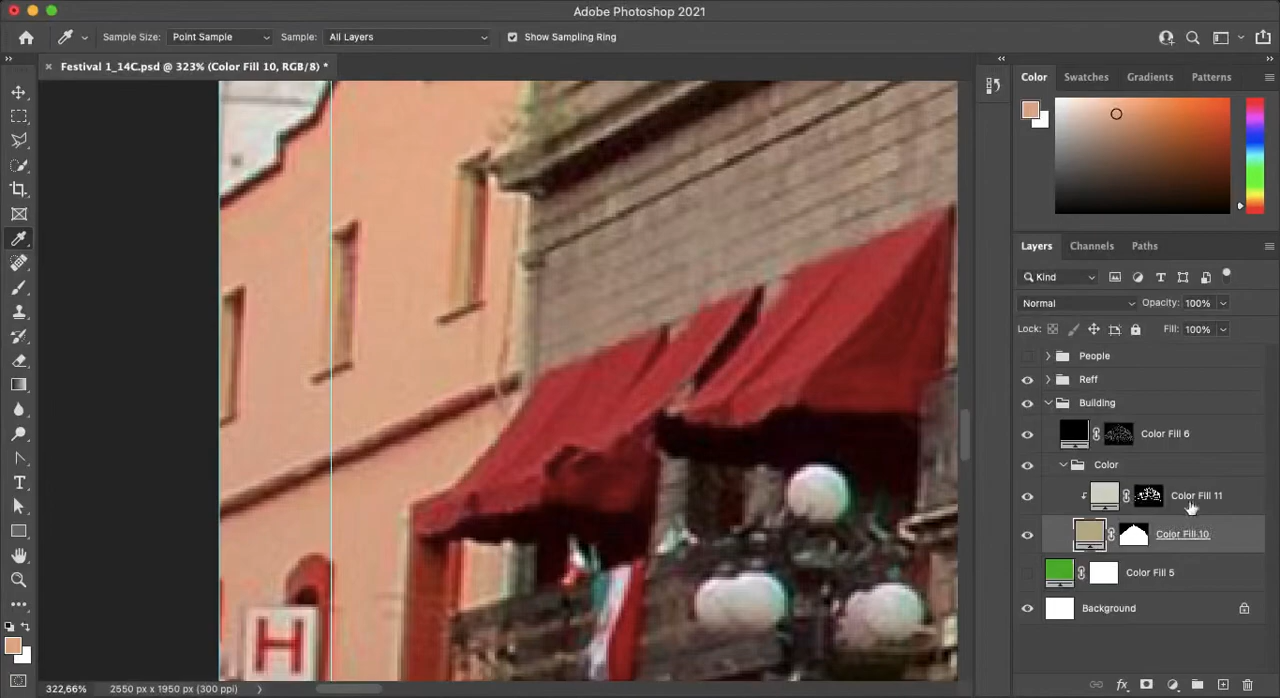 Adobe Photoshop 2021
Sample Size: Point Sample Sample: All Layers Show Sampling Ring
× Festival 1_14C.psd @ 323% (Color Fill 10, RGB/8) *
Color Swatches Gradients Patterns
Layers Channels Paths
Kind
Normal Opacity: 100%
Lock: Fill: 100%
People
Reff
Building
Color Fill 6
Color
Color Fill 11
Color Fill 10
Color Fill 5
Background
H
322,66% 2550 px x 1950 px (300 ppi)